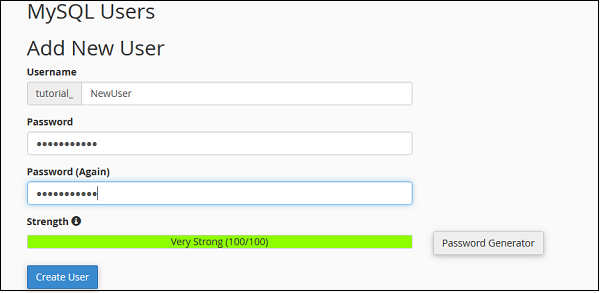 MySQL Users
Add New User
Username
tutorial_ NewUser
Password
•••••••••••
Password (Again)
•••••••••••
Strength
Very Strong (100/100)
Password Generator
Create User